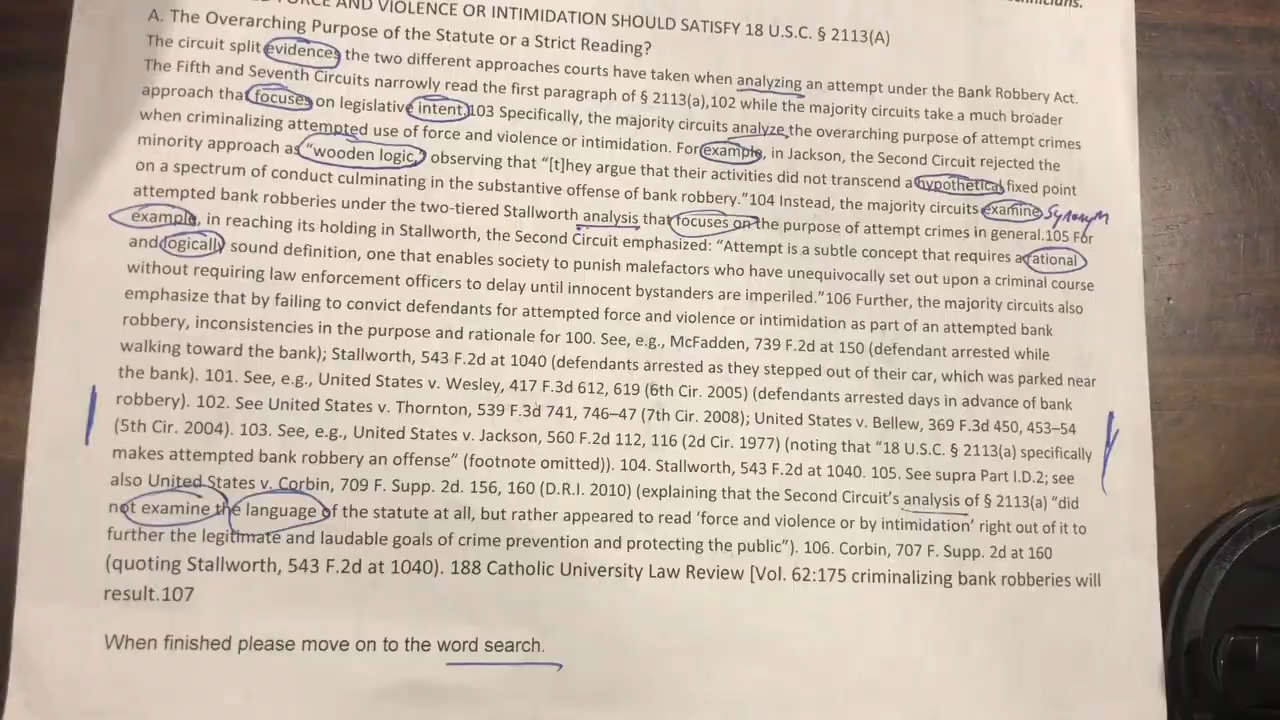 technicians.
FORCE AND VIOLENCE OR INTIMIDATION SHOULD SATISFY 18 U.S.C. § 2113(A)
A. The Overarching Purpose of the Statute or a Strict Reading?
The circuit split evidences the two different approaches courts have taken when analyzing an attempt under the Bank Robbery Act.
The Fifth and Seventh Circuits narrowly read the first paragraph of § 2113(a),102 while the majority circuits take a much broader
approach that focuses on legislative intent.103 Specifically, the majority circuits analyze the overarching purpose of attempt crimes
when criminalizing attempted use of force and violence or intimidation. For example, in Jackson, the Second Circuit rejected the
minority approach as “wooden logic,” observing that “[t]hey argue that their activities did not transcend a hypothetical fixed point
on a spectrum of conduct culminating in the substantive offense of bank robbery.”104 Instead, the majority circuits examine Synonym
attempted bank robberies under the two-tiered Stallworth analysis that focuses on the purpose of attempt crimes in general.105 For
example, in reaching its holding in Stallworth, the Second Circuit emphasized: “Attempt is a subtle concept that requires a rational
and logically sound definition, one that enables society to punish malefactors who have unequivocally set out upon a criminal course
without requiring law enforcement officers to delay until innocent bystanders are imperiled.”106 Further, the majority circuits also
emphasize that by failing to convict defendants for attempted force and violence or intimidation as part of an attempted bank
robbery, inconsistencies in the purpose and rationale for 100. See, e.g., McFadden, 739 F.2d at 150 (defendant arrested while
walking toward the bank); Stallworth, 543 F.2d at 1040 (defendants arrested as they stepped out of their car, which was parked near
the bank). 101. See, e.g., United States v. Wesley, 417 F.3d 612, 619 (6th Cir. 2005) (defendants arrested days in advance of bank
robbery). 102. See United States v. Thornton, 539 F.3d 741, 746–47 (7th Cir. 2008); United States v. Bellew, 369 F.3d 450, 453–54
(5th Cir. 2004). 103. See, e.g., United States v. Jackson, 560 F.2d 112, 116 (2d Cir. 1977) (noting that “18 U.S.C. § 2113(a) specifically
makes attempted bank robbery an offense” (footnote omitted)). 104. Stallworth, 543 F.2d at 1040. 105. See supra Part I.D.2; see
also United States v. Corbin, 709 F. Supp. 2d. 156, 160 (D.R.I. 2010) (explaining that the Second Circuit’s analysis of § 2113(a) “did
not examine the language of the statute at all, but rather appeared to read ‘force and violence or by intimidation’ right out of it to
further the legitimate and laudable goals of crime prevention and protecting the public”). 106. Corbin, 707 F. Supp. 2d at 160
(quoting Stallworth, 543 F.2d at 1040). 188 Catholic University Law Review [Vol. 62:175 criminalizing bank robberies will
result.107
When finished please move on to the word search.